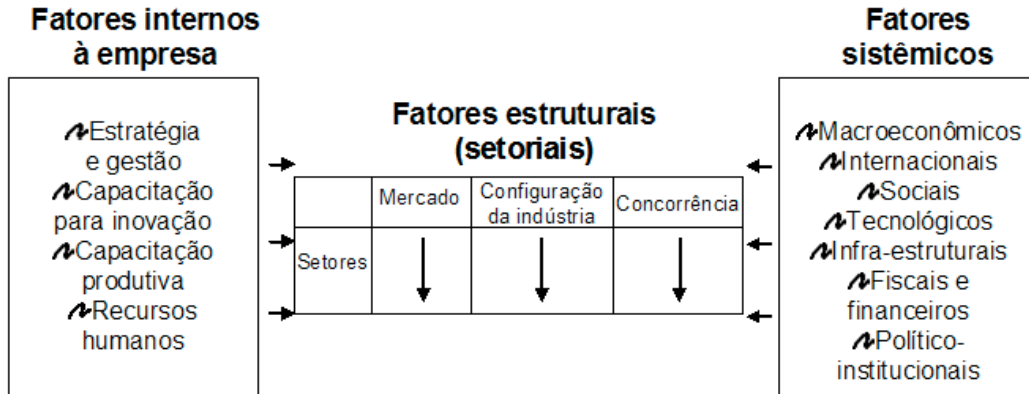 Fatores internos
à empresa
Estratégia
e gestão
Capacitação
para inovação
Capacitação
produtiva
Recursos
humanos
Fatores estruturais
(setoriais)
Mercado
Configuração
da indústria
Concorrência
Setores
Fatores
sistêmicos
Macroeconômicos
Internacionais
Sociais
Tecnológicos
Infra-estruturais
Fiscais e
financeiros
Político-
institucionais